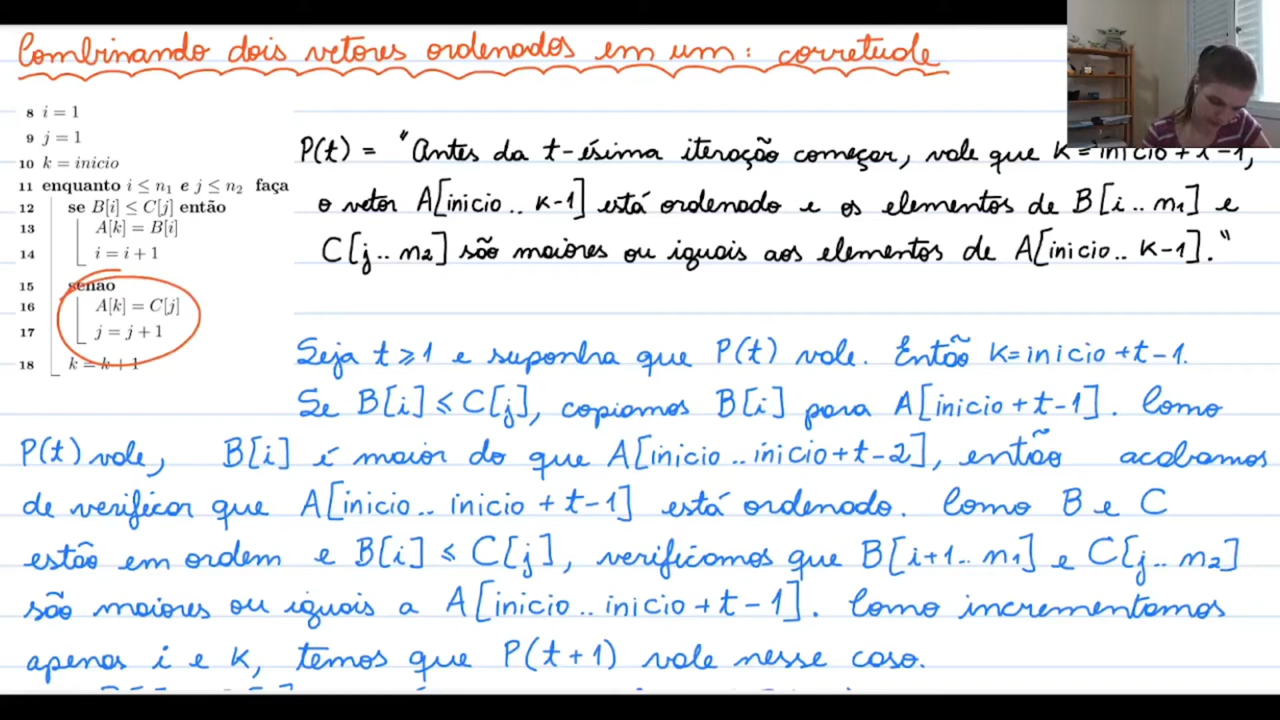 Combinando dois vetores ordenados em um: corretude
8 i = 1
9 j = 1
10 k = inicio
11 enquanto i ≤ n₁ e j ≤ n₂ faça
12 se B[i] ≤ C[j] então
13 A[k] = B[i]
14 i = i + 1
15 senão
16 A[k] = C[j]
17 j = j + 1
18 k = k + 1
P(t) = "Antes da t-ésima iteração começar, vale que k = inicio + t - 1,
o vetor A[inicio .. k-1] está ordenado e os elementos de B[i .. n₁] e
C[j .. n₂] são maiores ou iguais aos elementos de A[inicio .. k-1]."
Seja t ≥ 1 e suponha que P(t) vale. Então k = inicio + t - 1.
Se B[i] ≤ C[j], copiamos B[i] para A[inicio + t - 1]. Como
P(t) vale, B[i] é maior do que A[inicio .. inicio + t - 2], então acabamos
de verificar que A[inicio .. inicio + t - 1] está ordenado. Como B e C
estão em ordem e B[i] ≤ C[j], verificamos que B[i+1 .. n₁] e C[j .. n₂]
são maiores ou iguais a A[inicio .. inicio + t - 1]. Como incrementamos
apenas i e k, temos que P(t+1) vale nesse caso.